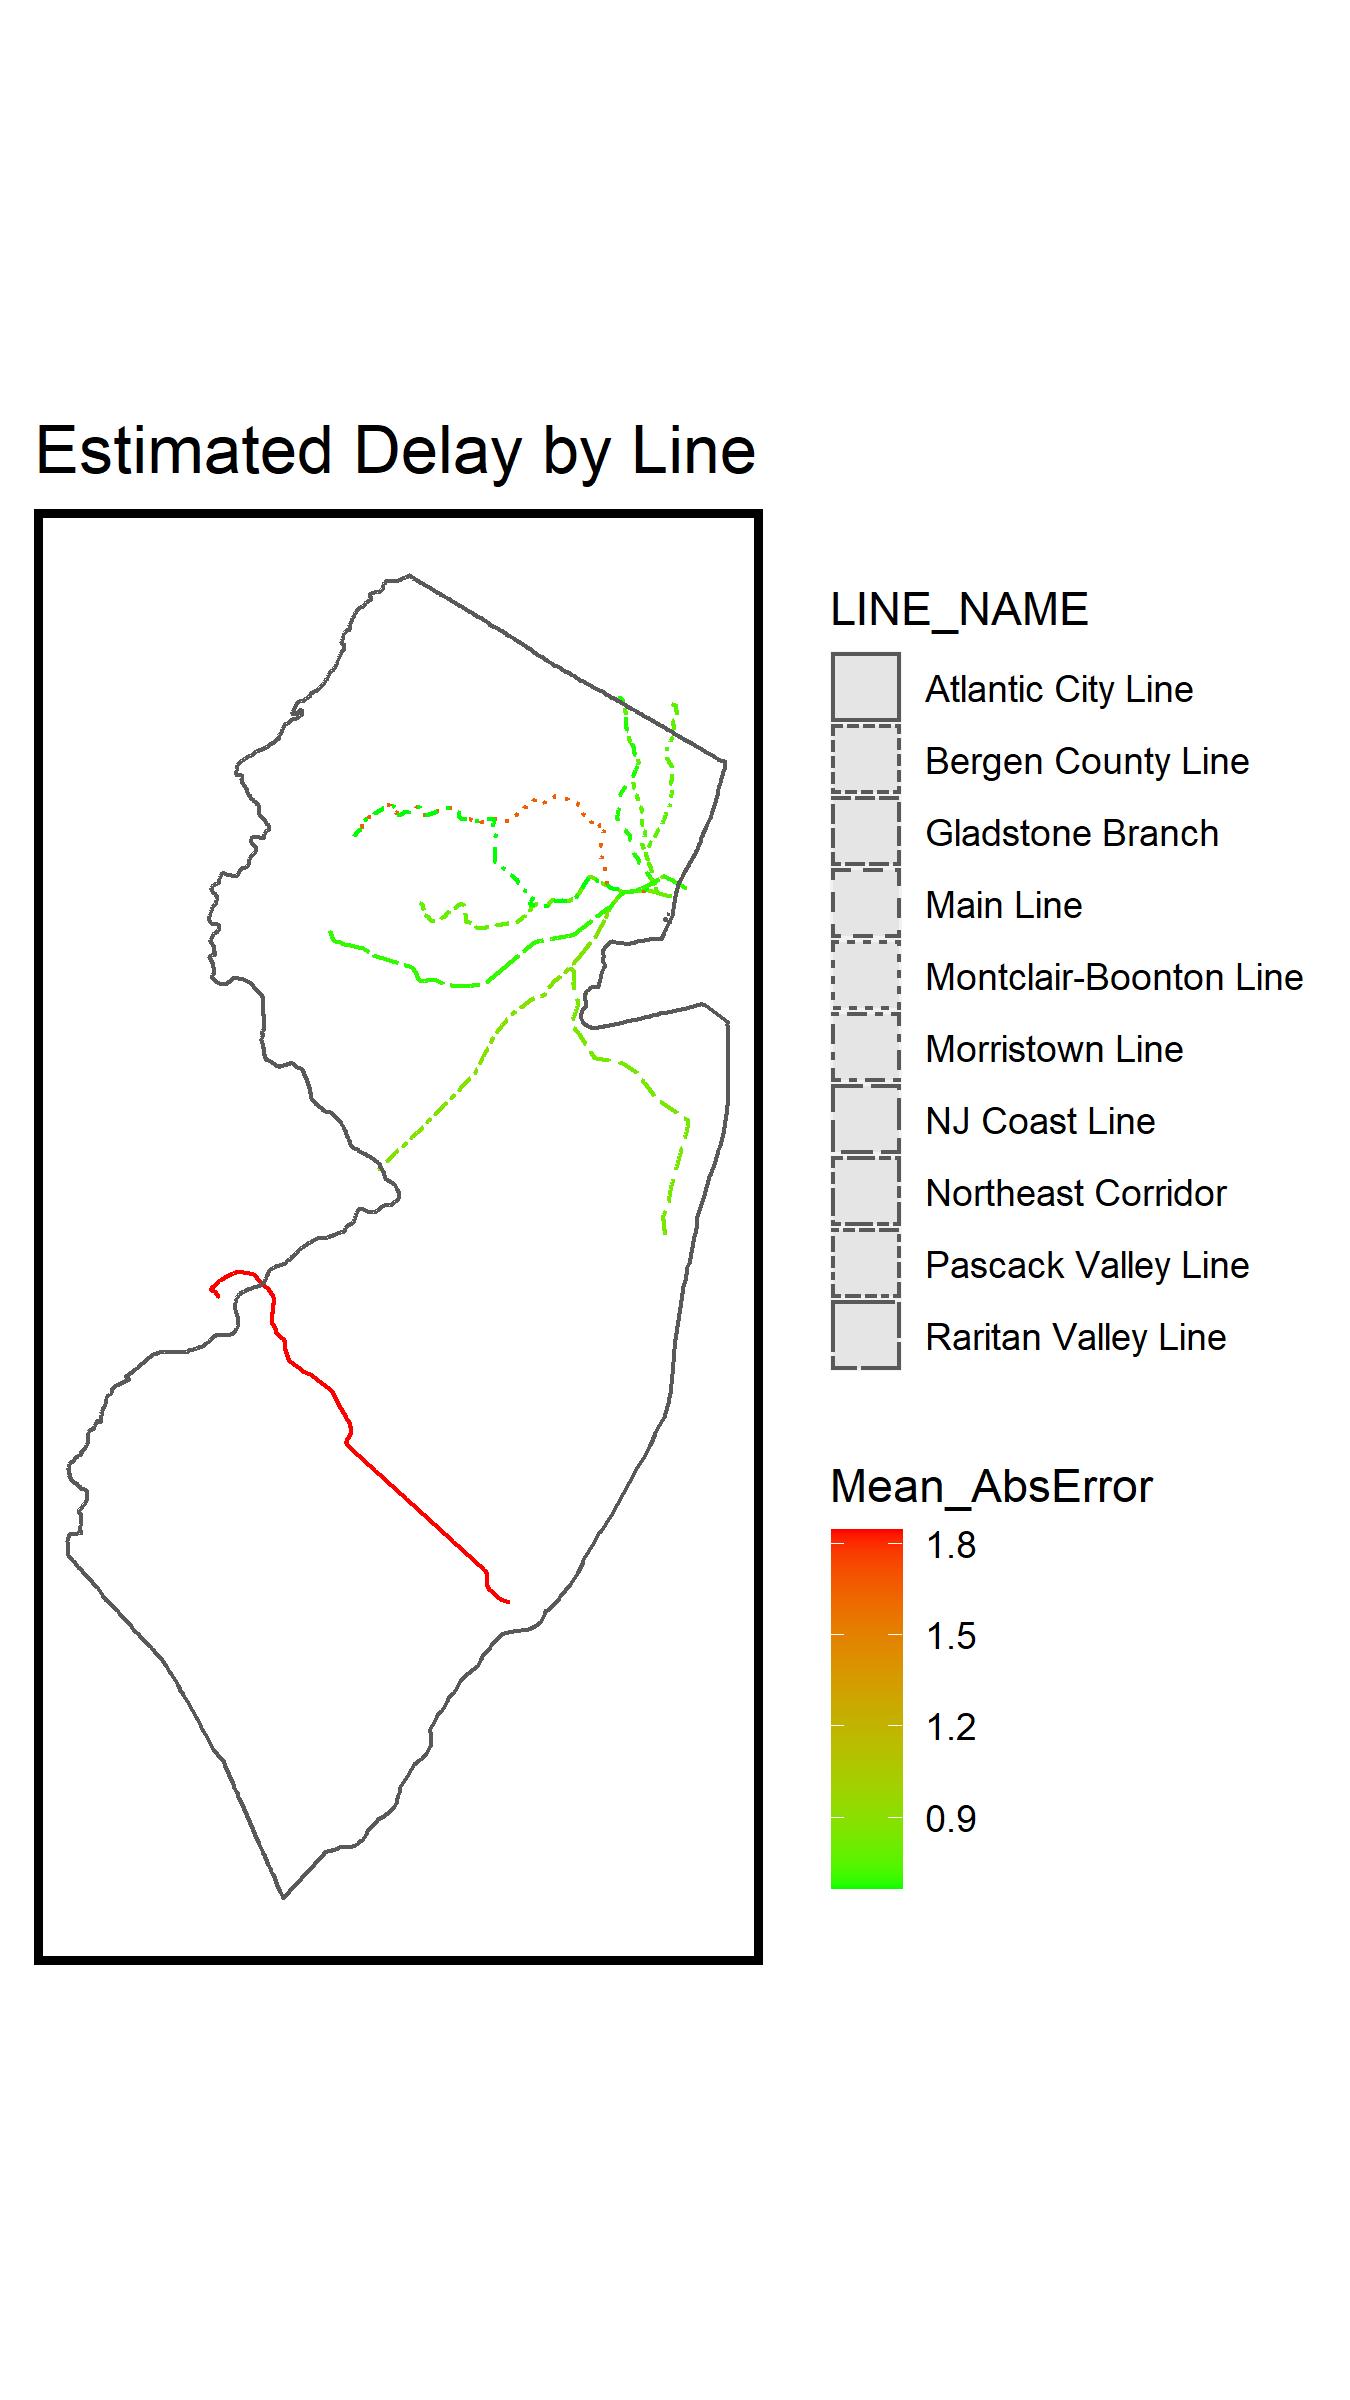 Estimated Delay by Line
LINE_NAME
Atlantic City Line
Bergen County Line
Gladstone Branch
Main Line
Montclair-Boonton Line
Morristown Line
NJ Coast Line
Northeast Corridor
Pascack Valley Line
Raritan Valley Line
Mean_AbsError
1.8
1.5
1.2
0.9